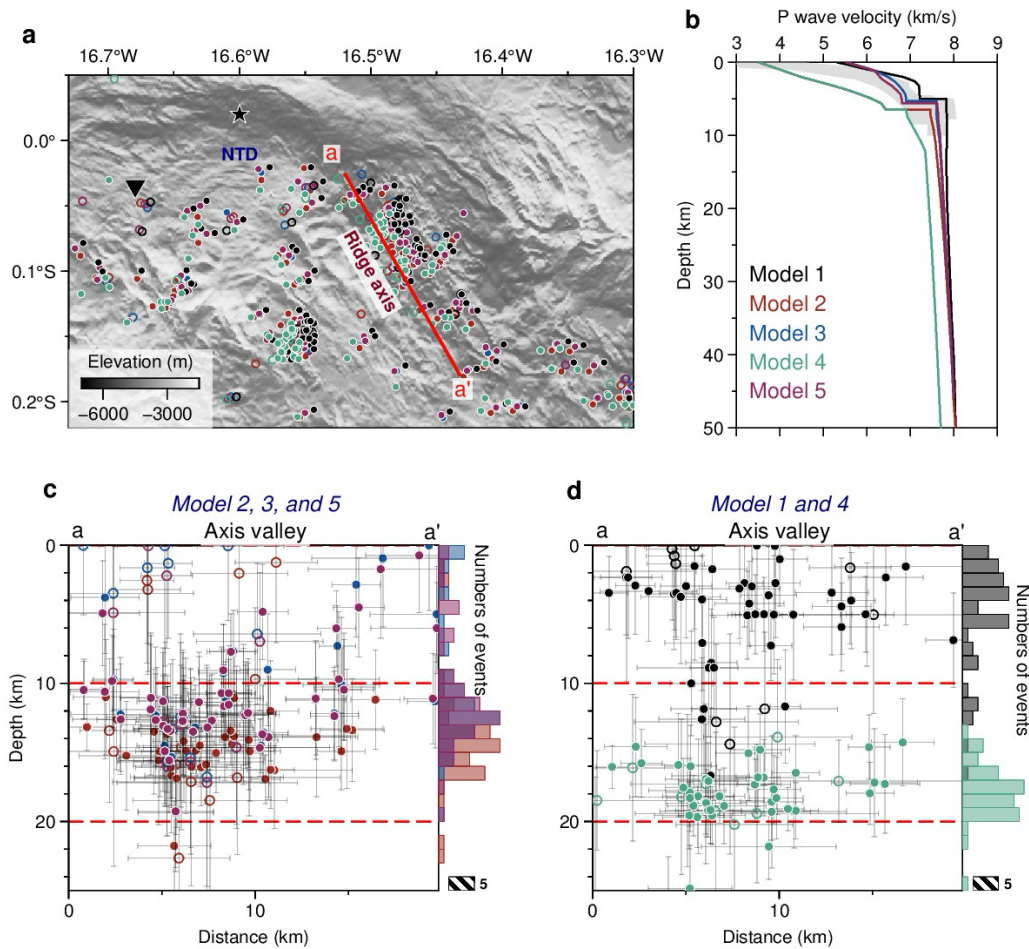 a
16.7°W 16.6°W 16.5°W 16.4°W 16.3°W
0.0°
0.1°S
0.2°S
NTD
a
Ridge axis
a'
Elevation (m)
−6000 −3000
b
P wave velocity (km/s)
3 4 5 6 7 8 9
0
10
20
30
40
50
Depth (km)
Model 1
Model 2
Model 3
Model 4
Model 5
c
Model 2, 3, and 5
a Axis valley a'
0
10
20
Depth (km)
Numbers of events
5
0 10
Distance (km)
d
Model 1 and 4
a Axis valley a'
0
10
20
Numbers of events
5
0 10
Distance (km)